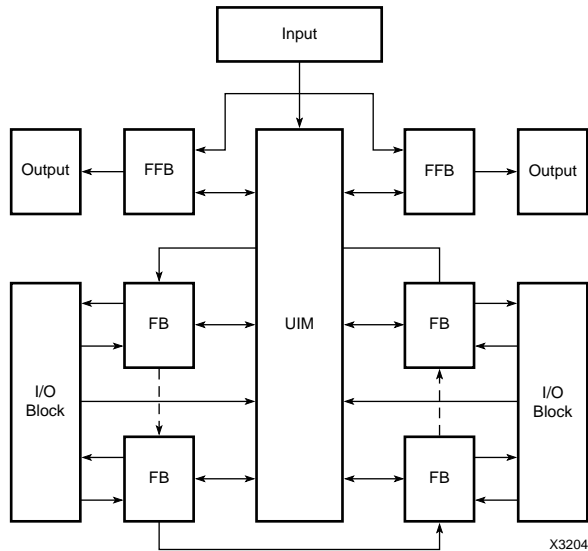 Input
Output
FFB
FFB
Output
FB
UIM
FB
I/O
Block
I/O
Block
FB
FB
X3204